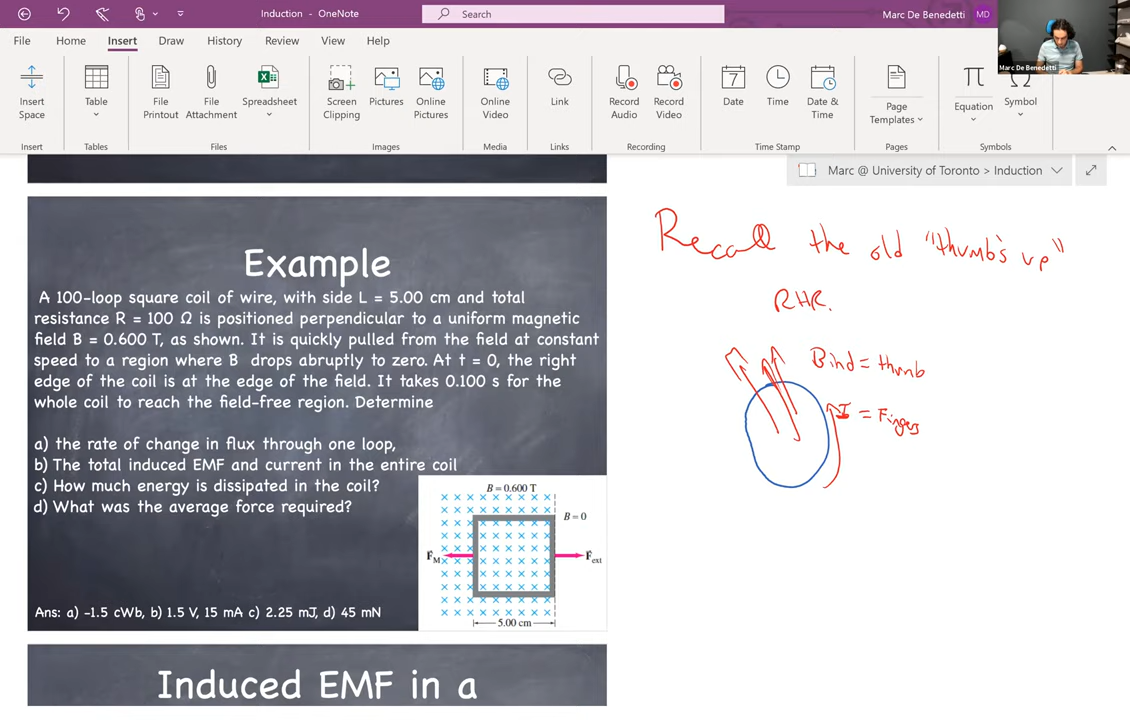 Induction - OneNote
Search
Marc De Benedetti
MD
File Home Insert Draw History Review View Help
Insert Space
Table
File Printout
File Attachment
Spreadsheet
Screen Clipping
Pictures
Online Pictures
Online Video
Link
Record Audio
Record Video
Date
Time
Date & Time
Page Templates
Equation
Symbol
Insert Tables Files Images Media Links Recording Time Stamp Pages Symbols
Marc De Benedetti
7
π
Ω
Marc @ University of Toronto > Induction
Example
A 100-loop square coil of wire, with side L = 5.00 cm and total
resistance R = 100 Ω is positioned perpendicular to a uniform magnetic
field B = 0.600 T, as shown. It is quickly pulled from the field at constant
speed to a region where B drops abruptly to zero. At t = 0, the right
edge of the coil is at the edge of the field. It takes 0.100 s for the
whole coil to reach the field-free region. Determine
a) the rate of change in flux through one loop,
b) The total induced EMF and current in the entire coil
c) How much energy is dissipated in the coil?
d) What was the average force required?
B = 0.600 T
B = 0
F⃗M
F⃗ext
5.00 cm
Ans: a) -1.5 cWb, b) 1.5 V, 15 mA c) 2.25 mJ, d) 45 mN
Induced EMF in a
Recall the old "thumb's up"
RHR.
Bind = thumb
I = Fingers